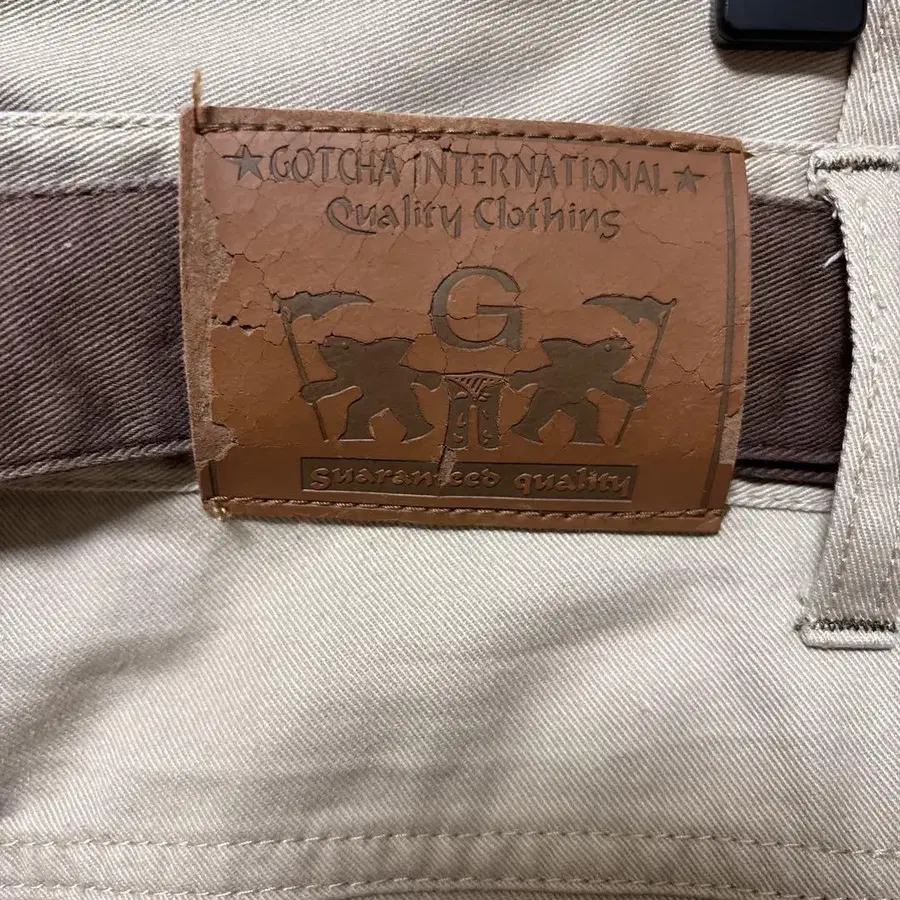 ★GOTCHA INTERNATIONAL★
Quality Clothing
G
Guaranteed quality